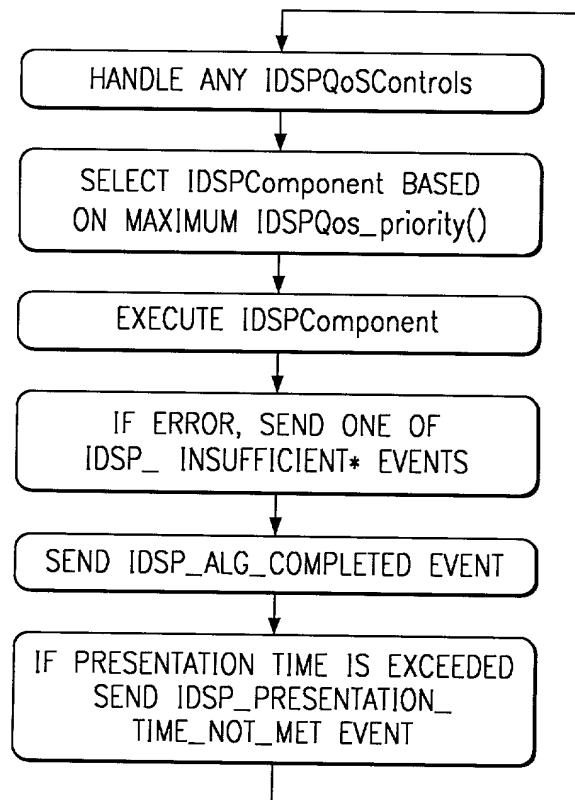 HANDLE ANY IDSPQoSControls
SELECT IDSPComponent BASED
ON MAXIMUM IDSPQos_priority()
EXECUTE IDSPComponent
IF ERROR, SEND ONE OF
IDSP_ INSUFFICIENT* EVENTS
SEND IDSP_ALG_COMPLETED EVENT
IF PRESENTATION TIME IS EXCEEDED
SEND IDSP_PRESENTATION_
TIME_NOT_MET EVENT